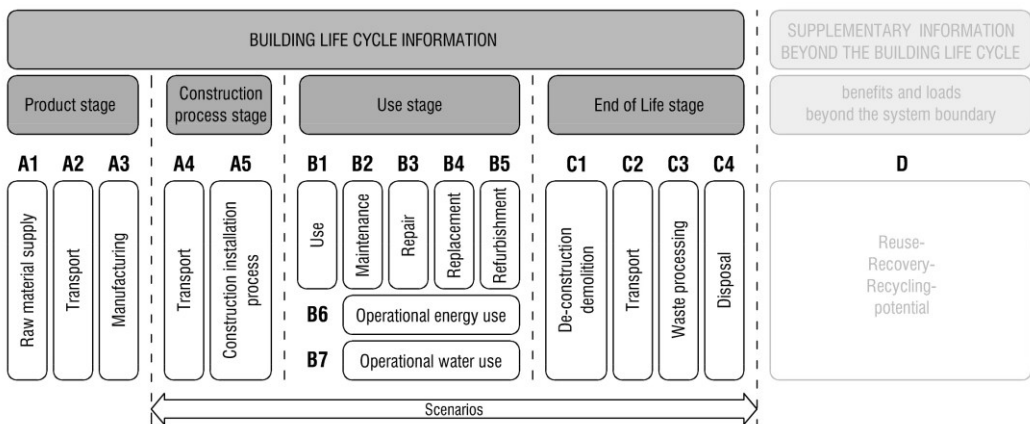 BUILDING LIFE CYCLE INFORMATION
SUPPLEMENTARY INFORMATION
BEYOND THE BUILDING LIFE CYCLE
Product stage
Construction
process stage
Use stage
End of Life stage
benefits and loads
beyond the system boundary
A1 A2 A3 A4 A5 B1 B2 B3 B4 B5 C1 C2 C3 C4 D
Raw material supply
Transport
Manufacturing
Transport
Construction installation
process
Use
Maintenance
Repair
Replacement
Refurbishment
B6 Operational energy use
B7 Operational water use
De-construction
demolition
Transport
Waste processing
Disposal
Reuse-
Recovery-
Recycling-
potential
Scenarios